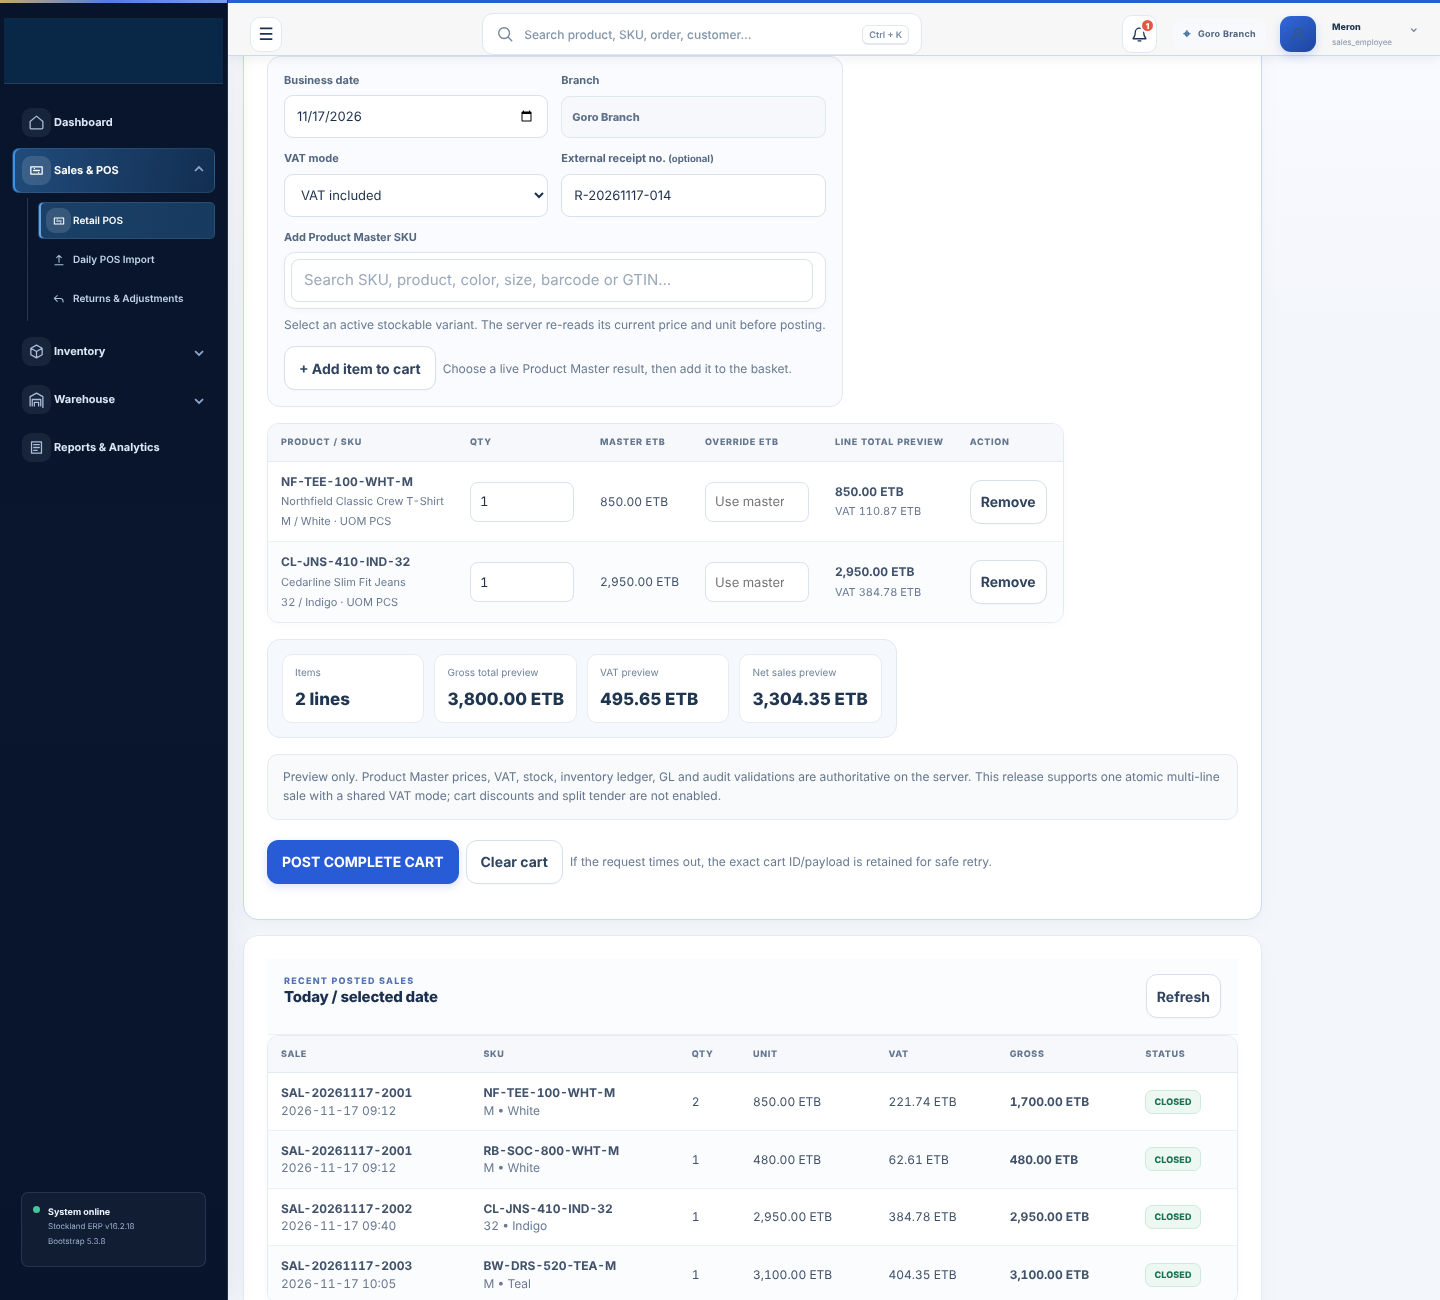 ☰
Search product, SKU, order, customer...
Ctrl + K
1
Goro Branch
Meron
sales_employee
Dashboard
Sales & POS
Retail POS
Daily POS Import
Returns & Adjustments
Inventory
Warehouse
Reports & Analytics
System online
Stockland ERP v16.2.18
Bootstrap 5.3.8
Business date
Branch
11/17/2026
Goro Branch
VAT mode
External receipt no. (optional)
VAT included
R-20261117-014
Add Product Master SKU
Search SKU, product, color, size, barcode or GTIN...
Select an active stockable variant. The server re-reads its current price and unit before posting.
+ Add item to cart
Choose a live Product Master result, then add it to the basket.
PRODUCT / SKU QTY MASTER ETB OVERRIDE ETB LINE TOTAL PREVIEW ACTION
NF-TEE-100-WHT-M
Northfield Classic Crew T-Shirt
M / White · UOM PCS
1
850.00 ETB
Use master
850.00 ETB
VAT 110.87 ETB
Remove
CL-JNS-410-IND-32
Cedarline Slim Fit Jeans
32 / Indigo · UOM PCS
1
2,950.00 ETB
Use master
2,950.00 ETB
VAT 384.78 ETB
Remove
Items
2 lines
Gross total preview
3,800.00 ETB
VAT preview
495.65 ETB
Net sales preview
3,304.35 ETB
Preview only. Product Master prices, VAT, stock, inventory ledger, GL and audit validations are authoritative on the server. This release supports one atomic multi-line
sale with a shared VAT mode; cart discounts and split tender are not enabled.
POST COMPLETE CART
Clear cart
If the request times out, the exact cart ID/payload is retained for safe retry.
RECENT POSTED SALES
Today / selected date
Refresh
SALE SKU QTY UNIT VAT GROSS STATUS
SAL-20261117-2001 NF-TEE-100-WHT-M 2 850.00 ETB 221.74 ETB 1,700.00 ETB CLOSED
2026-11-17 09:12 M • White
SAL-20261117-2001 RB-SOC-800-WHT-M 1 480.00 ETB 62.61 ETB 480.00 ETB CLOSED
2026-11-17 09:12 M • White
SAL-20261117-2002 CL-JNS-410-IND-32 1 2,950.00 ETB 384.78 ETB 2,950.00 ETB CLOSED
2026-11-17 09:40 32 • Indigo
SAL-20261117-2003 BW-DRS-520-TEA-M 1 3,100.00 ETB 404.35 ETB 3,100.00 ETB CLOSED
2026-11-17 10:05 M • Teal